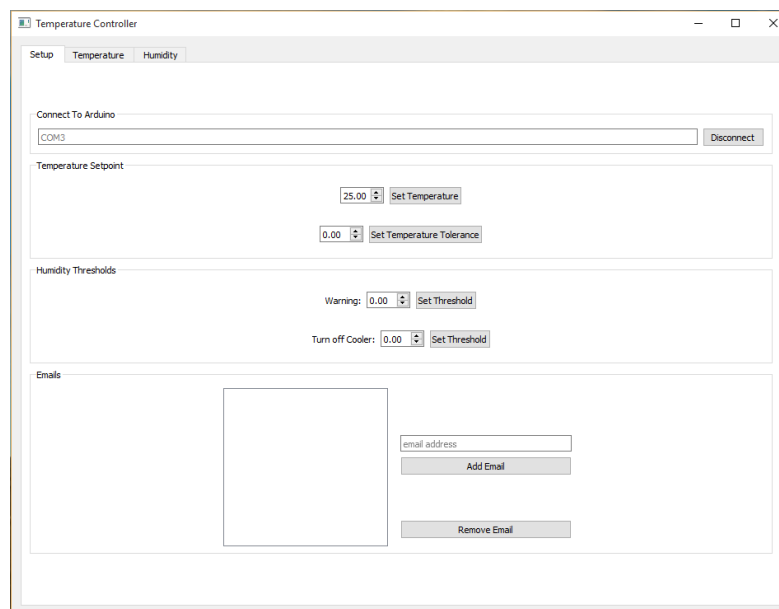 Temperature Controller
Setup Temperature Humidity
Connect To Arduino
COM3 Disconnect
Temperature Setpoint
25.00 Set Temperature
0.00 Set Temperature Tolerance
Humidity Thresholds
Warning: 0.00 Set Threshold
Turn off Cooler: 0.00 Set Threshold
Emails
email address
Add Email
Remove Email